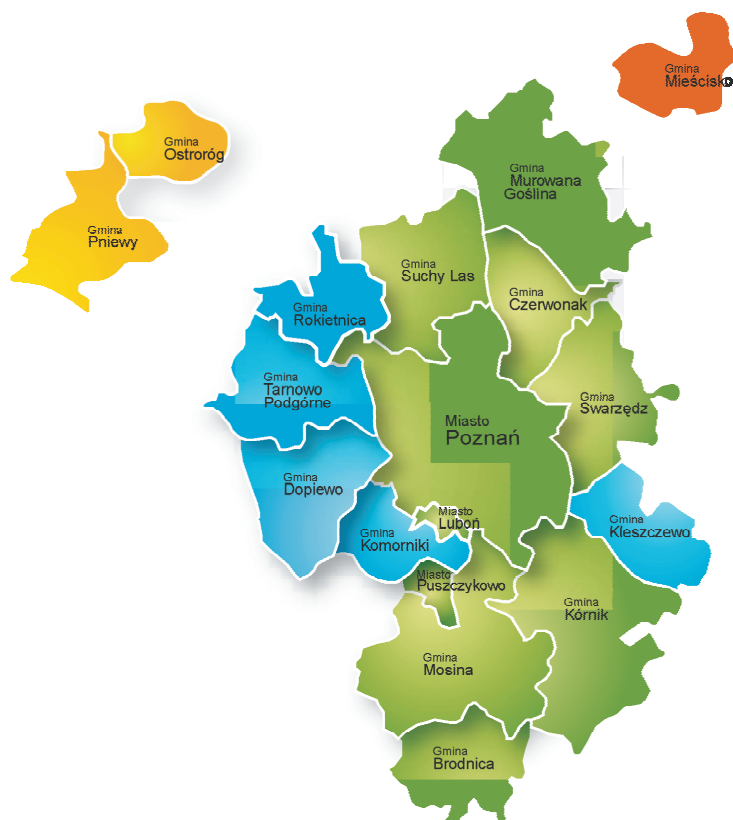 Gmina
Mieścisko
Gmina
Ostroróg
Gmina
Murowana
Goślina
Gmina
Pniewy
Gmina
Suchy Las
Gmina
Czerwonak
Gmina
Rokietnica
Gmina
Tarnowo
Podgórne
Gmina
Swarzędz
Miasto
Poznań
Gmina
Dopiewo
Miasto
Luboń
Gmina
Komorniki
Gmina
Kleszczewo
Miasto
Puszczykowo
Gmina
Kórnik
Gmina
Mosina
Gmina
Brodnica